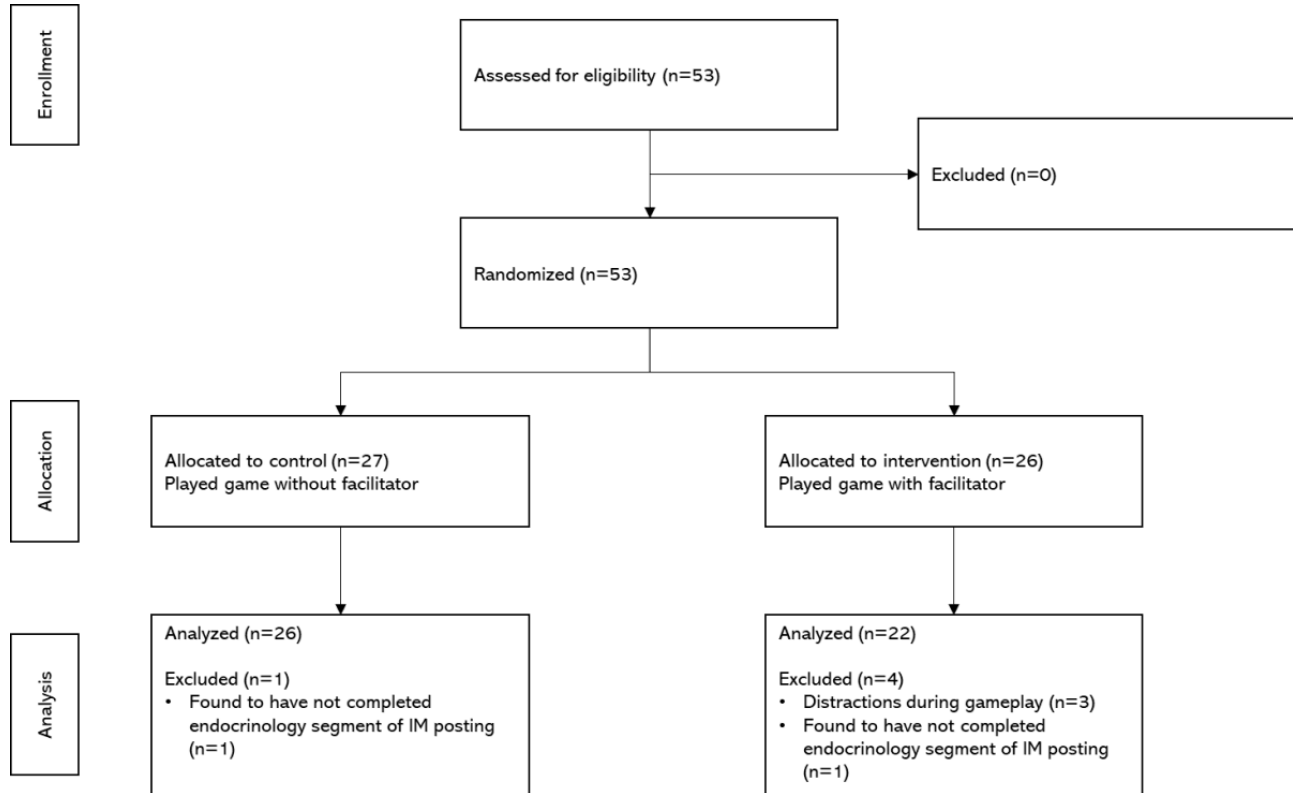 Enrollment
Assessed for eligibility (n=53)
Excluded (n=0)
Randomized (n=53)
Allocation
Allocated to control (n=27)
Played game without facilitator
Allocated to intervention (n=26)
Played game with facilitator
Analysis
Analyzed (n=26)
Excluded (n=1)
• Found to have not completed
endocrinology segment of IM posting
(n=1)
Analyzed (n=22)
Excluded (n=4)
• Distractions during gameplay (n=3)
• Found to have not completed
endocrinology segment of IM posting
(n=1)